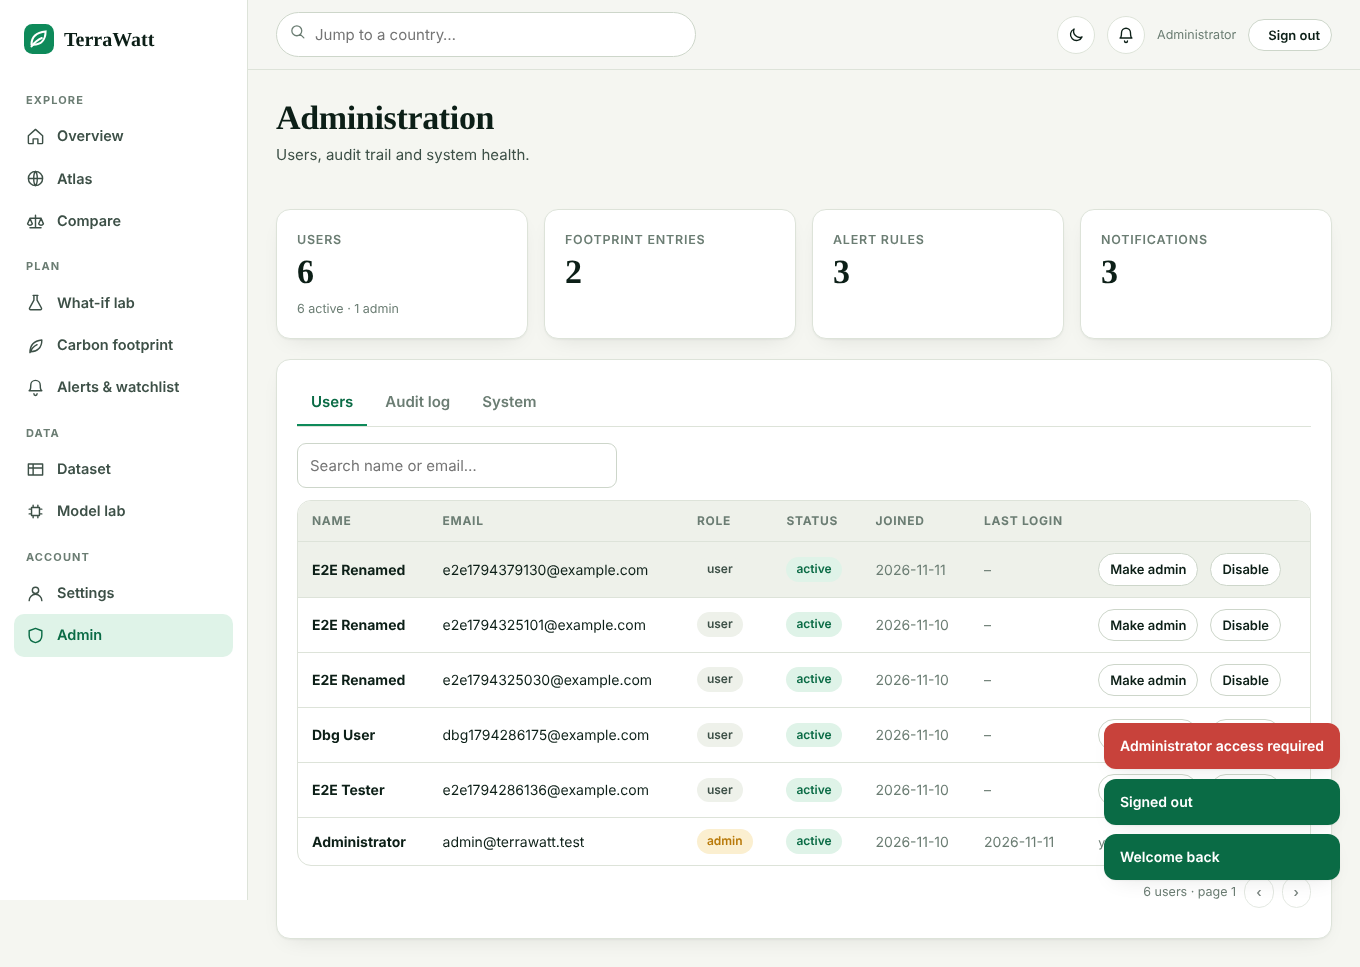 TerraWatt
EXPLORE
Overview
Atlas
Compare
PLAN
What-if lab
Carbon footprint
Alerts & watchlist
DATA
Dataset
Model lab
ACCOUNT
Settings
Admin
Jump to a country...
Administrator
Sign out
Administration
Users, audit trail and system health.
USERS
6
6 active · 1 admin
FOOTPRINT ENTRIES
2
ALERT RULES
3
NOTIFICATIONS
3
Users Audit log System
Search name or email...
NAME EMAIL ROLE STATUS JOINED LAST LOGIN
E2E Renamed e2e1794379130@example.com user active 2026-11-11 – Make admin Disable
E2E Renamed e2e1794325101@example.com user active 2026-11-10 – Make admin Disable
E2E Renamed e2e1794325030@example.com user active 2026-11-10 – Make admin Disable
Dbg User dbg1794286175@example.com user active 2026-11-10 –
E2E Tester e2e1794286136@example.com user active 2026-11-10 –
Administrator admin@terrawatt.test admin active 2026-11-10 2026-11-11
Administrator access required
Signed out
Welcome back
6 users · page 1 ‹ ›